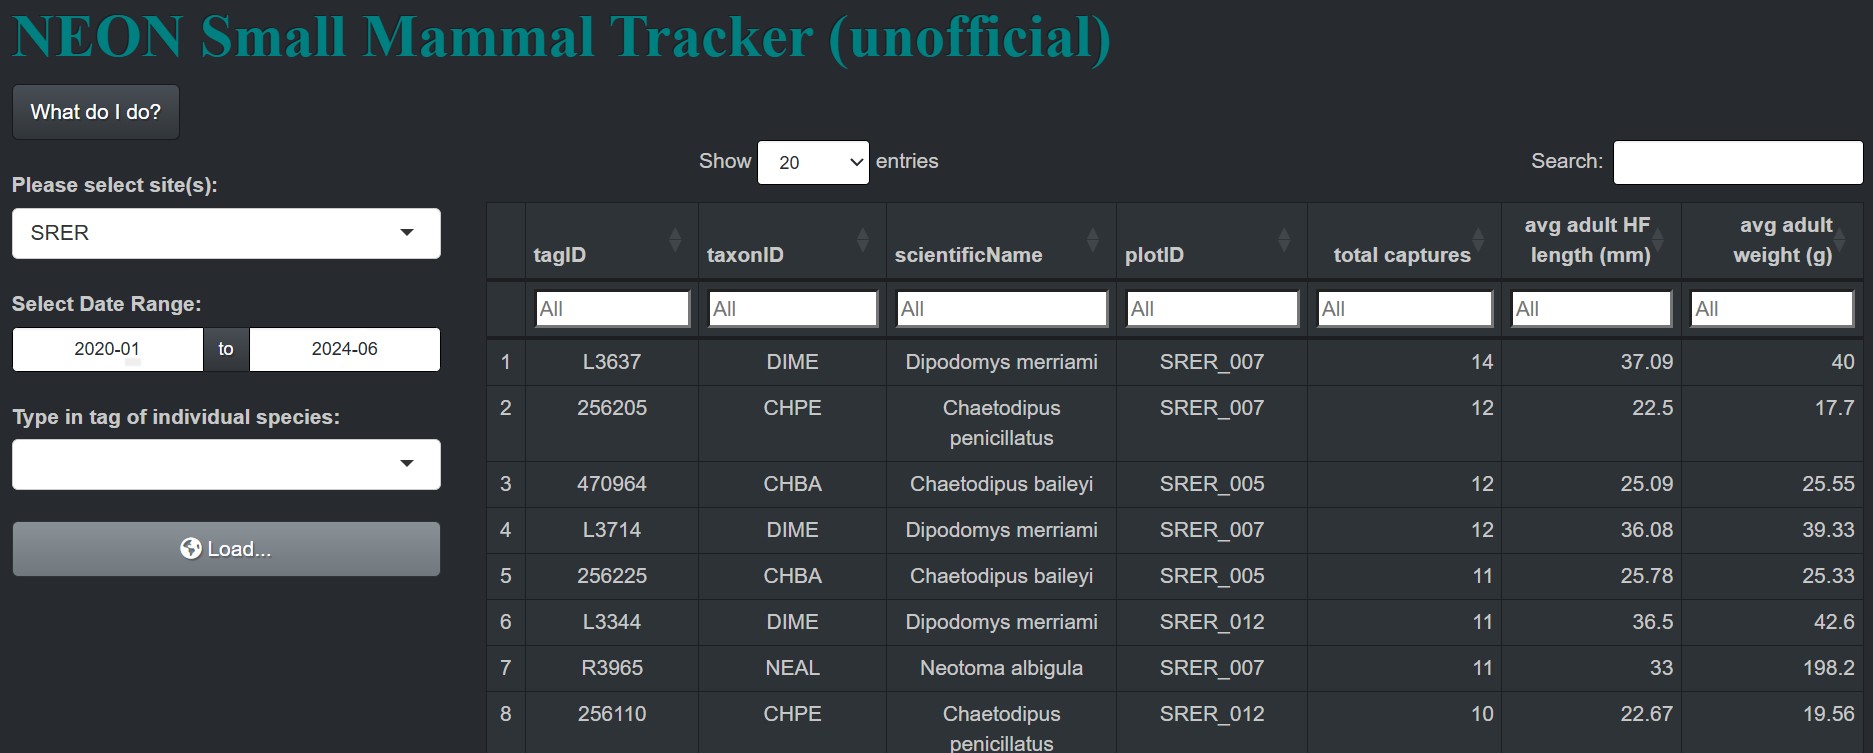 NEON Small Mammal Tracker (unofficial)
What do I do?
Please select site(s):
SRER
Select Date Range:
2020-01 to 2024-06
Type in tag of individual species:
Load...
Show 20 entries
Search:
tagID taxonID scientificName plotID total captures avg adult HF length (mm) avg adult weight (g)
All All All All All All All
1 L3637 DIME Dipodomys merriami SRER_007 14 37.09 40
2 256205 CHPE Chaetodipus penicillatus SRER_007 12 22.5 17.7
3 470964 CHBA Chaetodipus baileyi SRER_005 12 25.09 25.55
4 L3714 DIME Dipodomys merriami SRER_007 12 36.08 39.33
5 256225 CHBA Chaetodipus baileyi SRER_005 11 25.78 25.33
6 L3344 DIME Dipodomys merriami SRER_012 11 36.5 42.6
7 R3965 NEAL Neotoma albigula SRER_007 11 33 198.2
8 256110 CHPE Chaetodipus penicillatus SRER_012 10 22.67 19.56